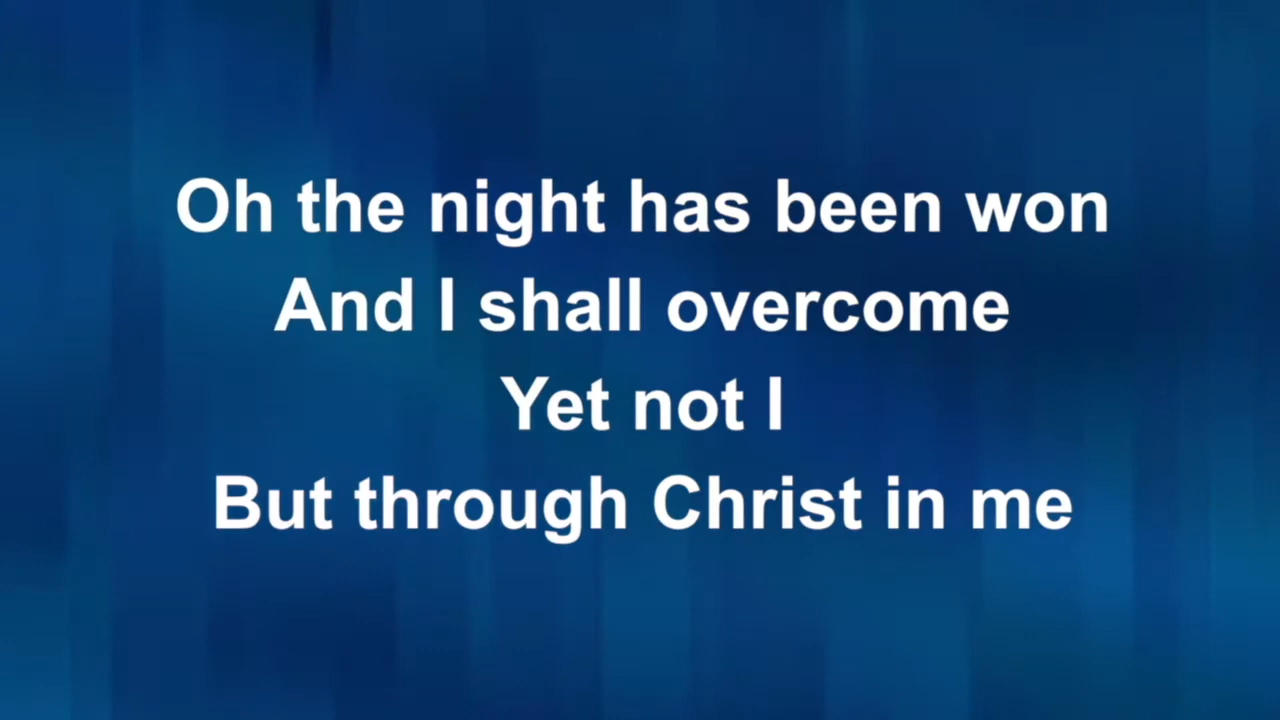 Oh the night has been won
And I shall overcome
Yet not I
But through Christ in me